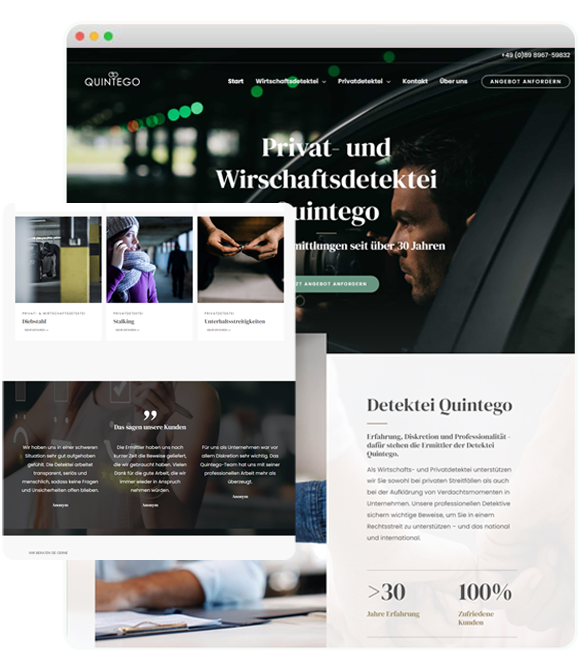 +49 (0)89 8967-59832
QUINTEGO
Start
Wirtschaftsdetektei
Privatdetektei
Kontakt
Über uns
ANGEBOT ANFORDERN
Privat- und
Wirschaftsdetektei
uintego
mittlungen seit über 30 Jahren
ZT ANGEBOT ANFORDERN
PRIVAT- & WIRTSCHAFTSDETEKTEI
Diebstahl
PRIVATDETEKTEI
Stalking
PRIVATDETEKTEI
Unterhaltsstreitigkeiten
Das sagen unsere Kunden
Wir haben uns in einer schweren
Situation sehr gut aufgehoben
gefühlt. Die Detektei arbeitet
transparent, seriös und
menschlich, sodass keine Fragen
und Unsicherheiten offen blieben.
Anonym
Die Ermittler haben uns nach
kurzer Zeit die Beweise geliefert,
die wir gebraucht haben. Vielen
Dank für die gute Arbeit, die wir
immer wieder in Anspruch
nehmen würden.
Anonym
Für uns als Unternehmen war vor
allem Diskretion sehr wichtig. Das
Quintego-Team hat uns mit seiner
professionellen Arbeit mehr als
überzeugt.
Anonym
Detektei Quintego
Erfahrung, Diskretion und Professionalität -
dafür stehen die Ermittler der Detektei
Quintego.
Als Wirtschafts- und Privatdetektei unterstützen
wir Sie sowohl bei privaten Streitfällen als auch
bei der Aufklärung von Verdachtsmomenten in
Unternehmen. Unsere professionellen Detektive
sichern wichtige Beweise, um Sie in einem
Rechtsstreit zu unterstützen – und das national
und international.
>30
Jahre Erfahrung
100%
Zufriedene
Kunden